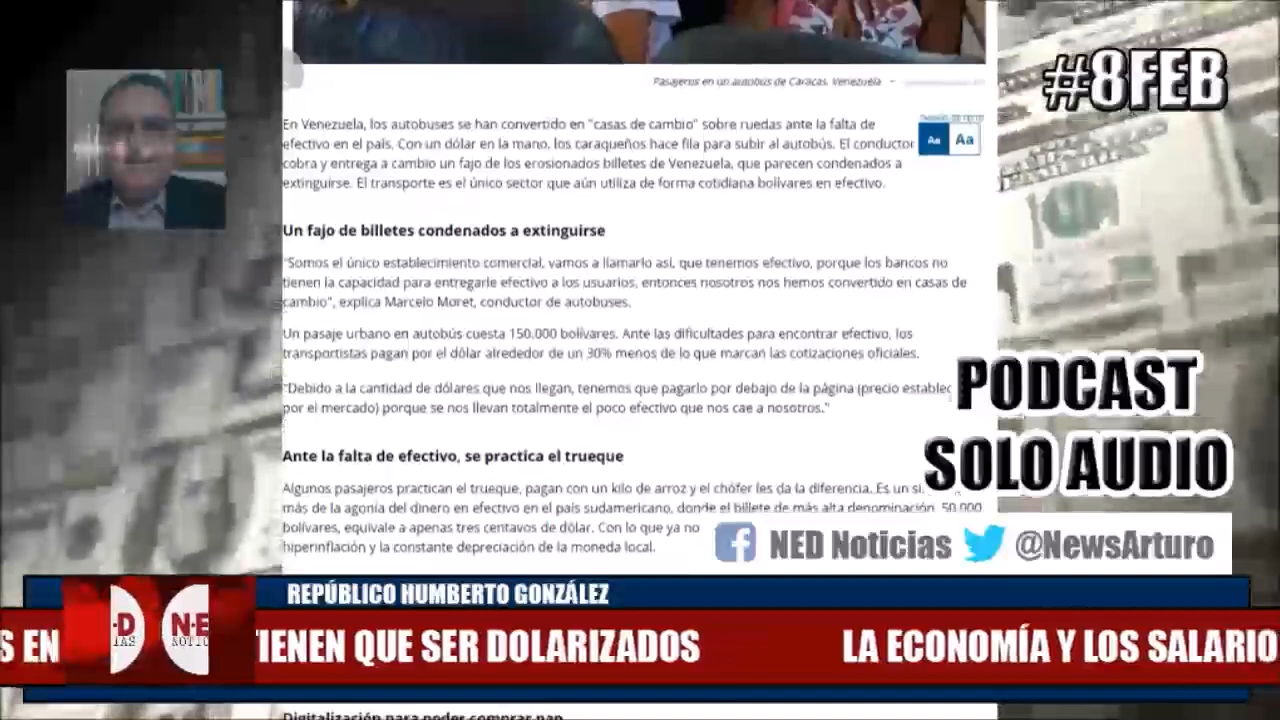 #8FEB
Pasajeros en un autobús de Caracas, Venezuela
En Venezuela, los autobuses se han convertido en "casas de cambio" sobre ruedas ante la falta de
efectivo en el país. Con un dólar en la mano, los caraqueños hace fila para subir al autobús. El conductor
cobra y entrega a cambio un fajo de los erosionados billetes de Venezuela, que parecen condenados a
extinguirse. El transporte es el único sector que aún utiliza de forma cotidiana bolívares en efectivo.
Aa Aa
Un fajo de billetes condenados a extinguirse
"Somos el único establecimiento comercial, vamos a llamarlo así, que tenemos efectivo, porque los bancos no
tienen la capacidad para entregarle efectivo a los usuarios, entonces nosotros nos hemos convertido en casas de
cambio", explica Marcelo Moret, conductor de autobuses.
Un pasaje urbano en autobús cuesta 150.000 bolívares. Ante las dificultades para encontrar efectivo, los
transportistas pagan por el dólar alrededor de un 30% menos de lo que marcan las cotizaciones oficiales.
"Debido a la cantidad de dólares que nos llegan, tenemos que pagarlo por debajo de la página (precio establec
por el mercado) porque se nos llevan totalmente el poco efectivo que nos cae a nosotros."
Ante la falta de efectivo, se practica el trueque
Algunos pasajeros practican el trueque, pagan con un kilo de arroz y el chófer les da la diferencia. Es un
más de la agonía del dinero en efectivo en el país sudamericano, donde el billete de más alta denominación, 50.000
bolívares, equivale a apenas tres centavos de dólar. Con lo que ya no
hiperinflación y la constante depreciación de la moneda local.
PODCAST
SOLO AUDIO
NED Noticias @NewsArturo
REPÚBLICO HUMBERTO GONZÁLEZ
S EN TIENEN QUE SER DOLARIZADOS LA ECONOMÍA Y LOS SALARIO
·D N·E
IAS NOTIC
Digitalización para poder comprar pan